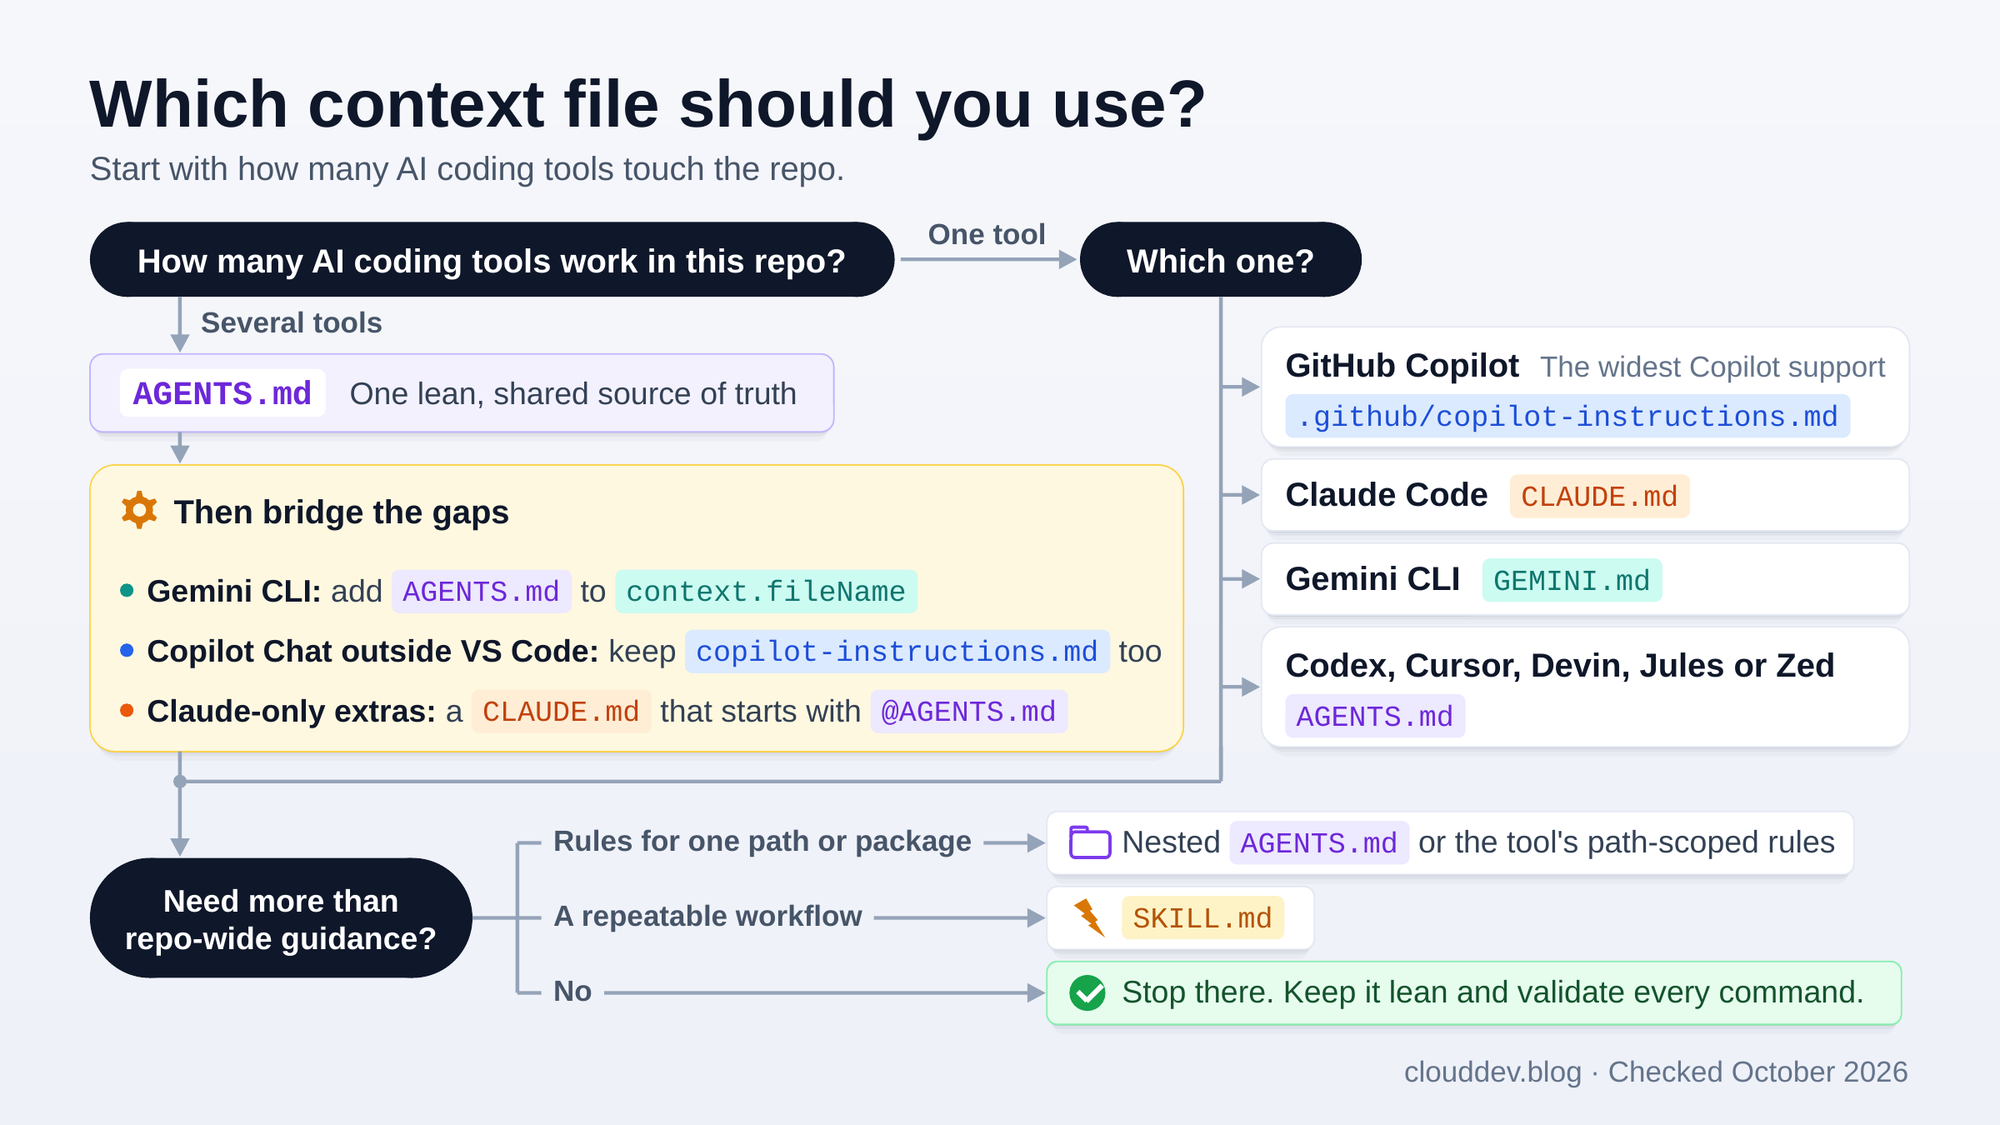 Which context file should you use?
Start with how many AI coding tools touch the repo.
How many AI coding tools work in this repo?
One tool
Which one?
Several tools
AGENTS.md One lean, shared source of truth
Then bridge the gaps
Gemini CLI: add AGENTS.md to context.fileName
Copilot Chat outside VS Code: keep copilot-instructions.md too
Claude-only extras: a CLAUDE.md that starts with @AGENTS.md
GitHub Copilot The widest Copilot support
.github/copilot-instructions.md
Claude Code CLAUDE.md
Gemini CLI GEMINI.md
Codex, Cursor, Devin, Jules or Zed
AGENTS.md
Need more than
repo-wide guidance?
Rules for one path or package
Nested AGENTS.md or the tool's path-scoped rules
A repeatable workflow
SKILL.md
No
Stop there. Keep it lean and validate every command.
clouddev.blog · Checked October 2026